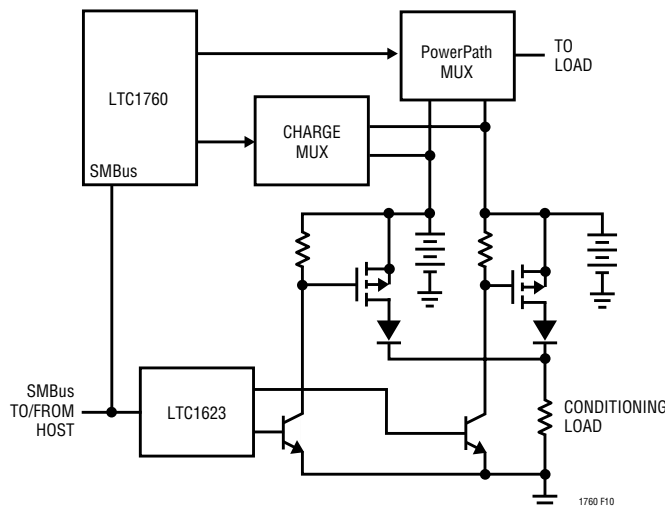 LTC1760
SMBus
PowerPath
MUX
TO
LOAD
CHARGE
MUX
SMBus
TO/FROM
HOST
LTC1623
CONDITIONING
LOAD
1760 F10